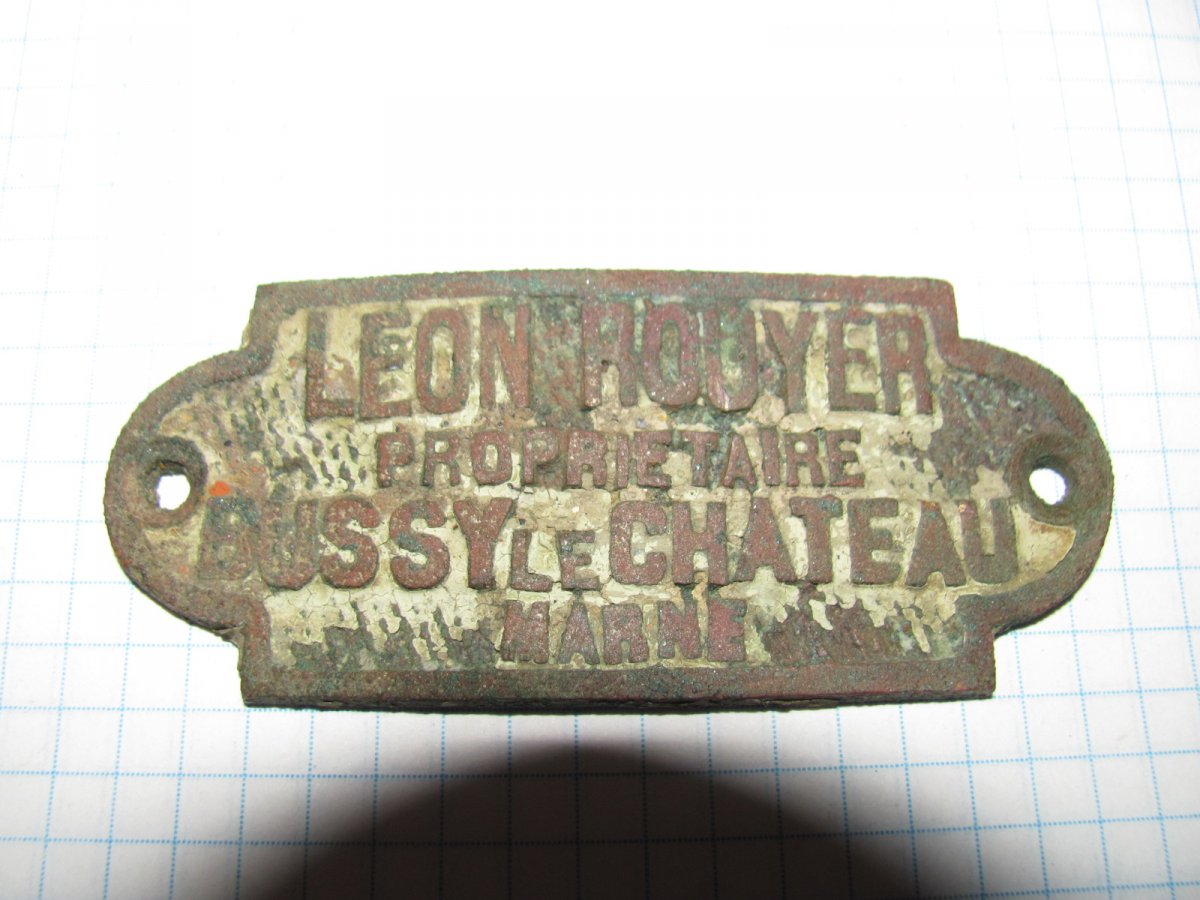 LEON ROUYER
PROPRIETAIRE
BUSSY LE CHATEAU
MARNE